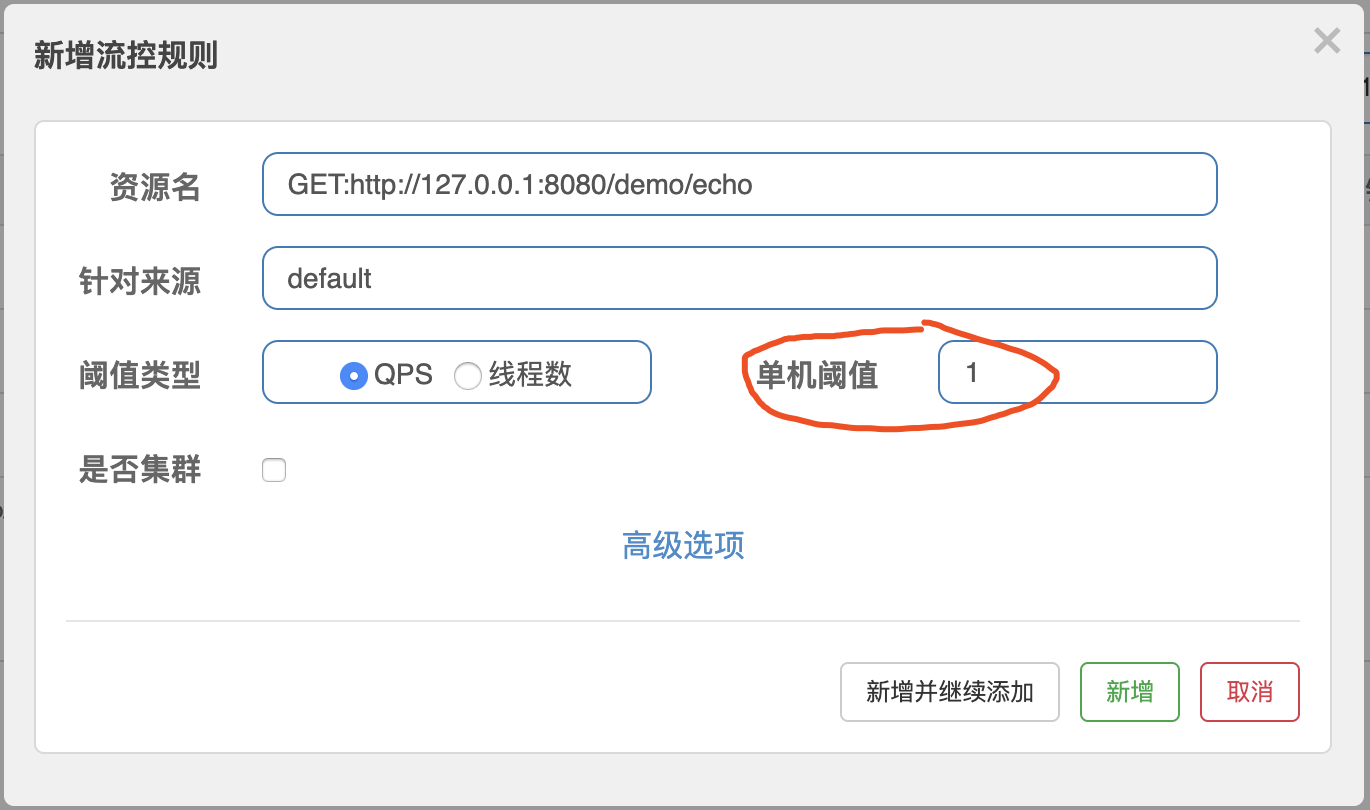 新增流控规则
资源名 GET:http://127.0.0.1:8080/demo/echo
针对来源 default
阈值类型 QPS 线程数 单机阈值 1
是否集群
高级选项
新增并继续添加 新增 取消